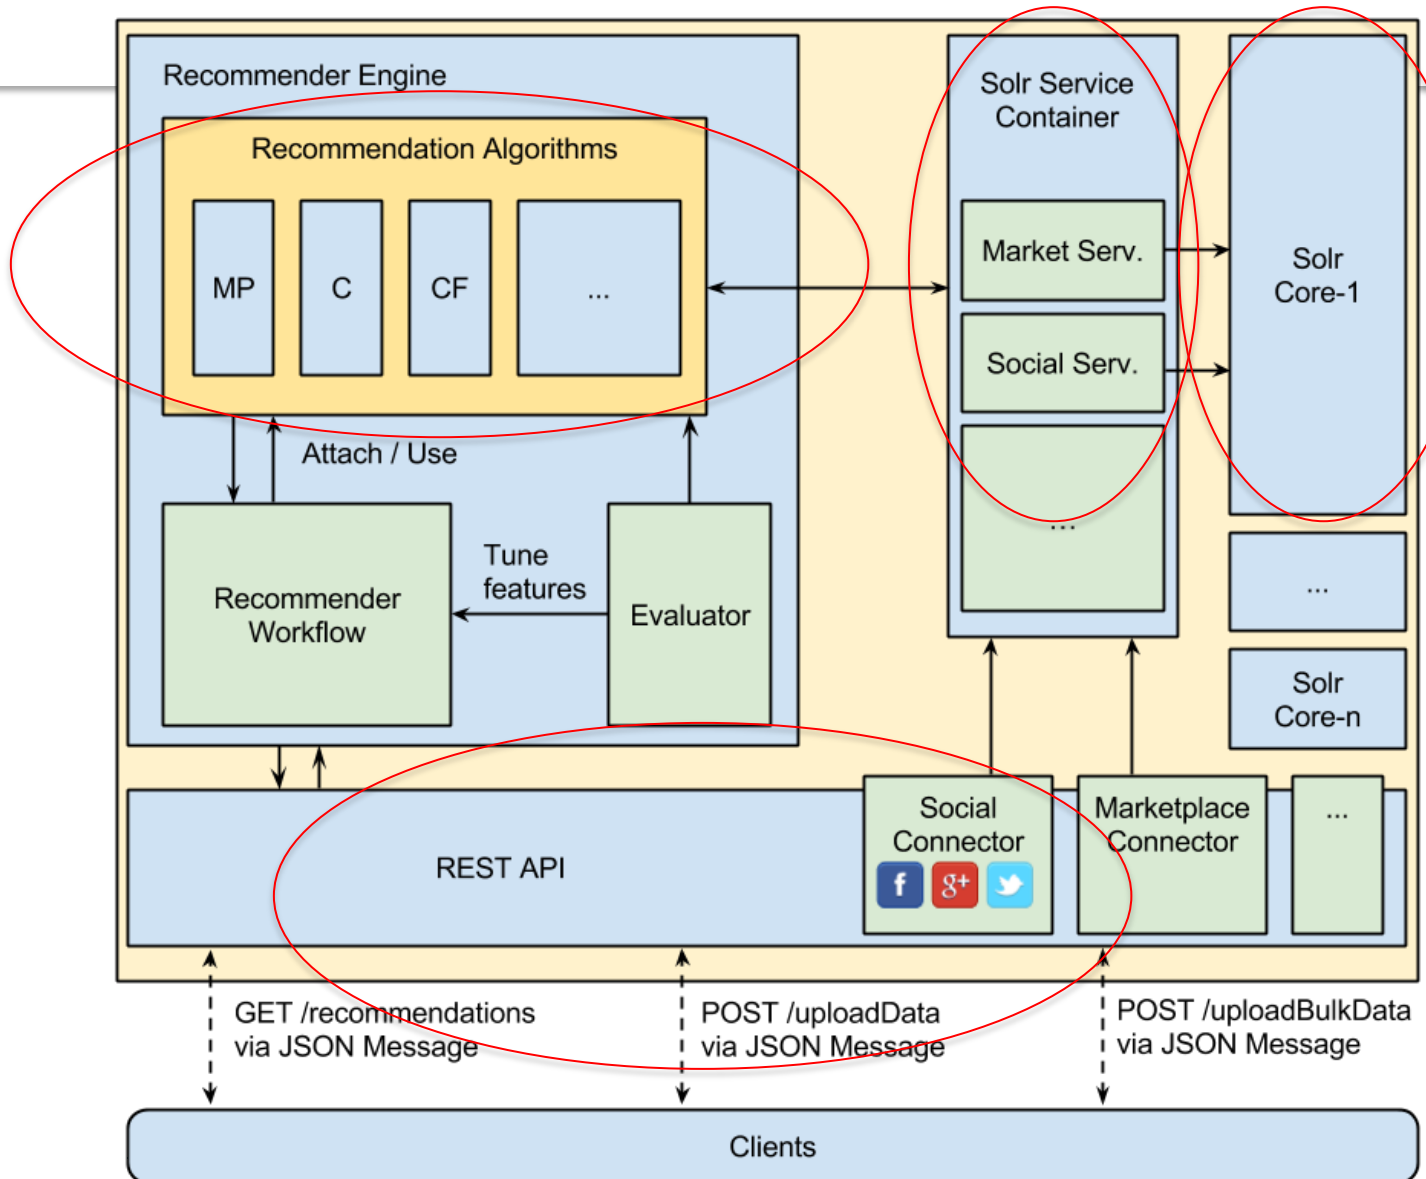 Recommender Engine
Recommendation Algorithms
MP
C
CF
...
Attach / Use
Recommender
Workflow
Tune
features
Evaluator
Solr Service
Container
Market Serv.
Social Serv.
...
Solr
Core-1
...
Solr
Core-n
REST API
Social
Connector
f
g+
Marketplace
Connector
...
GET /recommendations
via JSON Message
POST /uploadData
via JSON Message
POST /uploadBulkData
via JSON Message
Clients